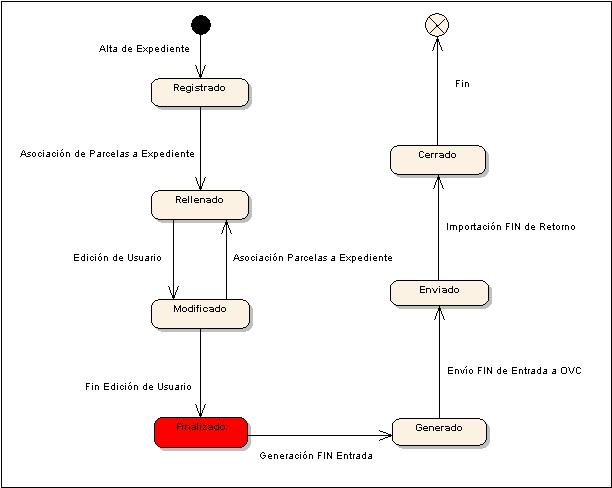 Alta de Expediente
Registrado
Asociación de Parcelas a Expediente
Rellenado
Edición de Usuario
Asociación Parcelas a Expediente
Modificado
Fin Edición de Usuario
Finalizado
Generación FIN Entrada
Generado
Envío FIN de Entrada a OVC
Enviado
Importación FIN de Retorno
Cerrado
Fin